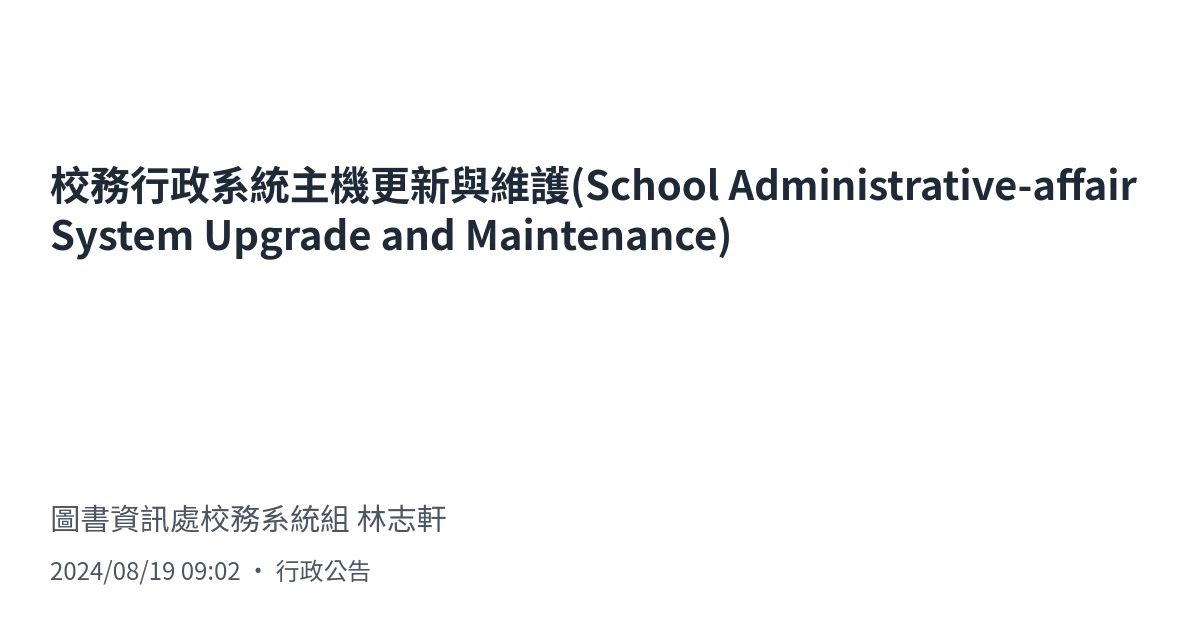 校務行政系統主機更新與維護(School Administrative-affair
System Upgrade and Maintenance)
圖書資訊處校務系統組 林志軒
2024/08/19 09:02 • 行政公告